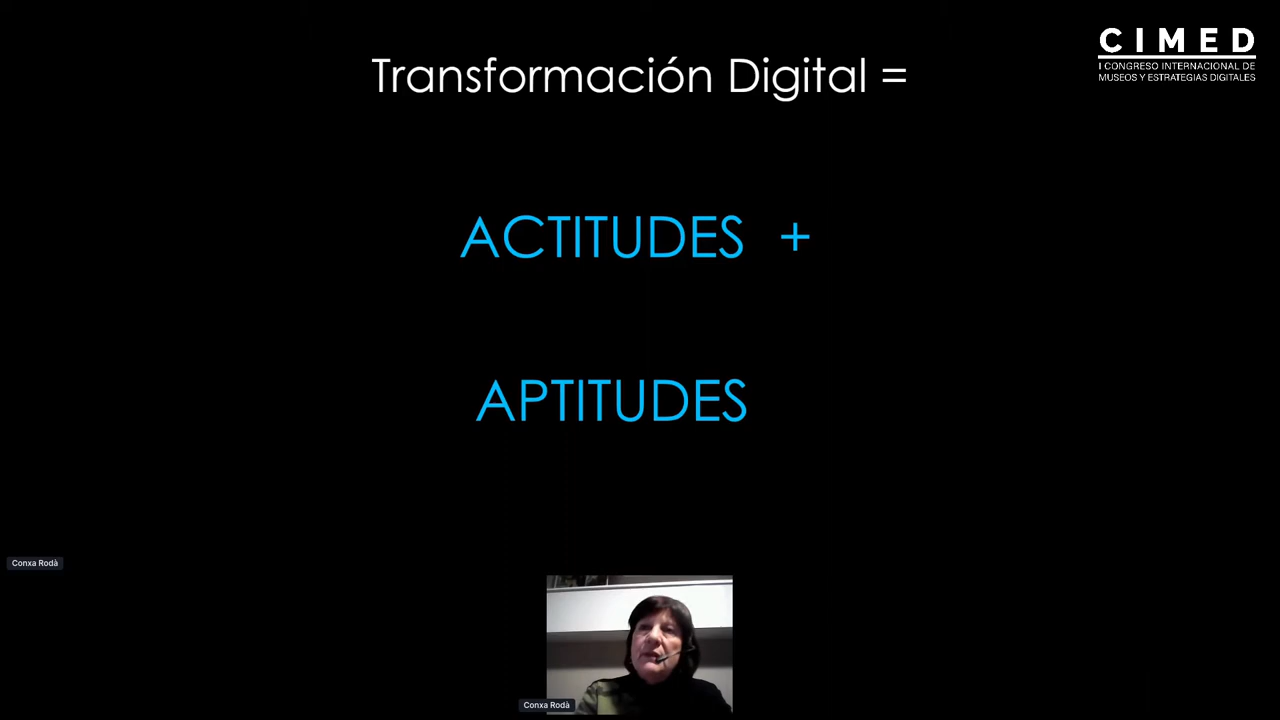 CIMED
I CONGRESO INTERNACIONAL DE
MUSEOS Y ESTRATEGIAS DIGITALES
Transformación Digital =
ACTITUDES +
APTITUDES
Conxa Rodà
Conxa Rodà